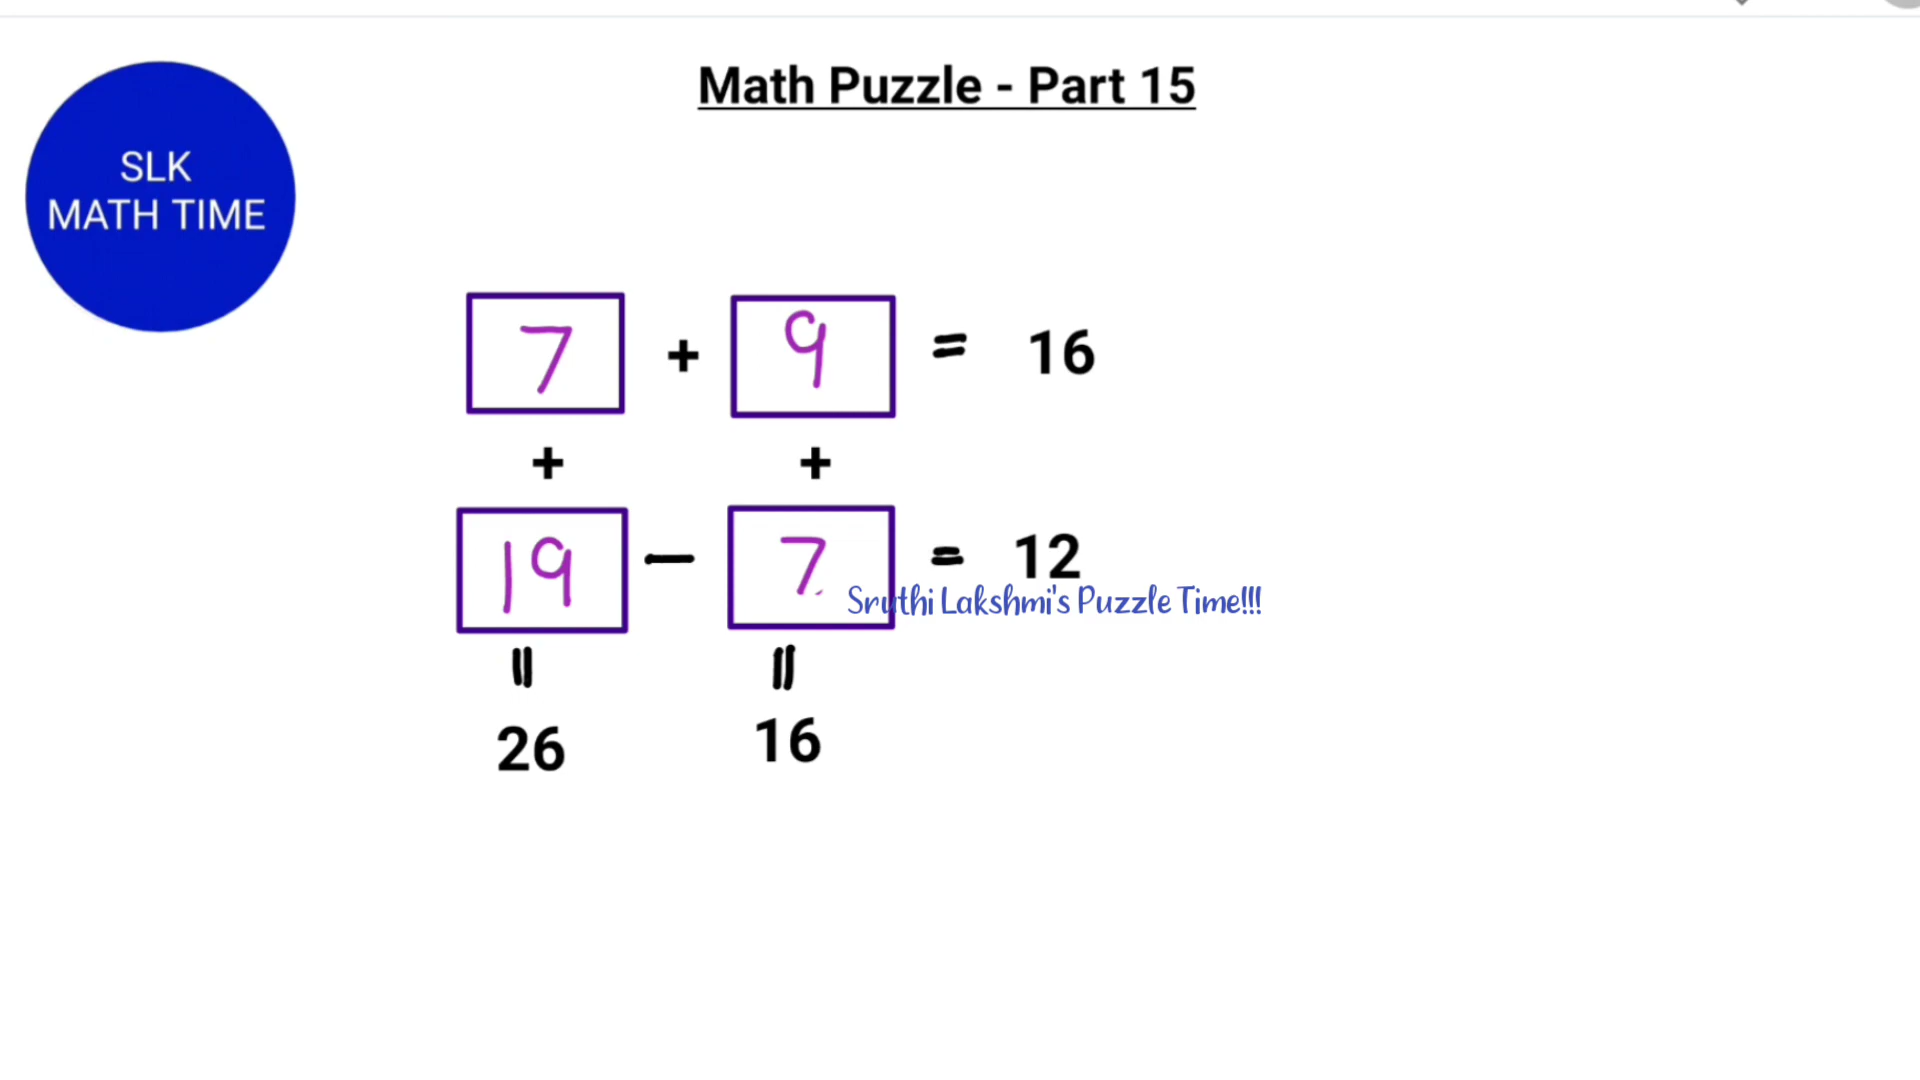 Math Puzzle - Part 15
SLK
MATH TIME
7 + 9 = 16
+ +
19 - 7 = 12
Sruthi Lakshmi's Puzzle Time!!!
= =
26 16